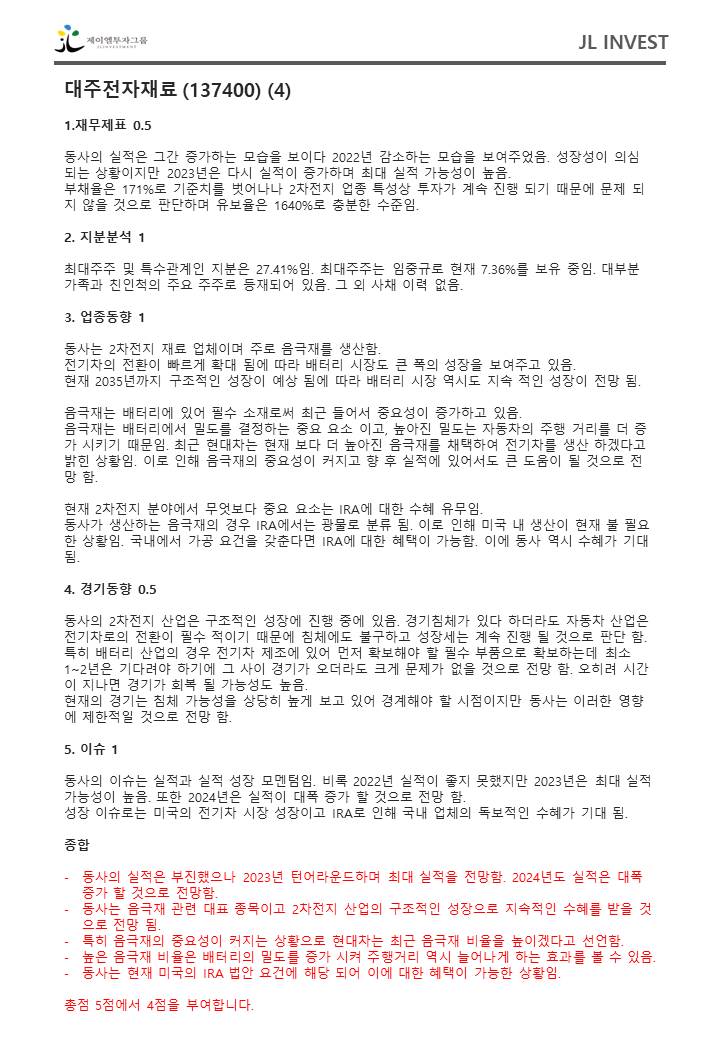 제이엘투자그룹
JLINVESTMENT
JL INVEST
대주전자재료 (137400) (4)
1.재무제표 0.5
동사의 실적은 그간 증가하는 모습을 보이다 2022년 감소하는 모습을 보여주었음. 성장성이 의심
되는 상황이지만 2023년은 다시 실적이 증가하며 최대 실적 가능성이 높음.
부채율은 171%로 기준치를 벗어나나 2차전지 업종 특성상 투자가 계속 진행 되기 때문에 문제 되
지 않을 것으로 판단하며 유보율은 1640%로 충분한 수준임.
2. 지분분석 1
최대주주 및 특수관계인 지분은 27.41%임. 최대주주는 임중규로 현재 7.36%를 보유 중임. 대부분
가족과 친인척의 주요 주주로 등재되어 있음. 그 외 사채 이력 없음.
3. 업종동향 1
동사는 2차전지 재료 업체이며 주로 음극재를 생산함.
전기차의 전환이 빠르게 확대 됨에 따라 배터리 시장도 큰 폭의 성장을 보여주고 있음.
현재 2035년까지 구조적인 성장이 예상 됨에 따라 배터리 시장 역시도 지속 적인 성장이 전망 됨.
음극재는 배터리에 있어 필수 소재로써 최근 들어서 중요성이 증가하고 있음.
음극재는 배터리에서 밀도를 결정하는 중요 요소 이고, 높아진 밀도는 자동차의 주행 거리를 더 증
가 시키기 때문임. 최근 현대차는 현재 보다 더 높아진 음극재를 채택하여 전기차를 생산 하겠다고
밝힌 상황임. 이로 인해 음극재의 중요성이 커지고 향 후 실적에 있어서도 큰 도움이 될 것으로 전
망 함.
현재 2차전지 분야에서 무엇보다 중요 요소는 IRA에 대한 수혜 유무임.
동사가 생산하는 음극재의 경우 IRA에서는 광물로 분류 됨. 이로 인해 미국 내 생산이 현재 불 필요
한 상황임. 국내에서 가공 요건을 갖춘다면 IRA에 대한 혜택이 가능함. 이에 동사 역시 수혜가 기대
됨.
4. 경기동향 0.5
동사의 2차전지 산업은 구조적인 성장에 진행 중에 있음. 경기침체가 있다 하더라도 자동차 산업은
전기차로의 전환이 필수 적이기 때문에 침체에도 불구하고 성장세는 계속 진행 될 것으로 판단 함.
특히 배터리 산업의 경우 전기차 제조에 있어 먼저 확보해야 할 필수 부품으로 확보하는데 최소
1~2년은 기다려야 하기에 그 사이 경기가 오더라도 크게 문제가 없을 것으로 전망 함. 오히려 시간
이 지나면 경기가 회복 될 가능성도 높음.
현재의 경기는 침체 가능성을 상당히 높게 보고 있어 경계해야 할 시점이지만 동사는 이러한 영향
에 제한적일 것으로 전망 함.
5. 이슈 1
동사의 이슈는 실적과 실적 성장 모멘텀임. 비록 2022년 실적이 좋지 못했지만 2023년은 최대 실적
가능성이 높음. 또한 2024년은 실적이 대폭 증가 할 것으로 전망 함.
성장 이슈로는 미국의 전기차 시장 성장이고 IRA로 인해 국내 업체의 독보적인 수혜가 기대 됨.
종합
- 동사의 실적은 부진했으나 2023년 턴어라운드하며 최대 실적을 전망함. 2024년도 실적은 대폭
증가 할 것으로 전망함.
- 동사는 음극재 관련 대표 종목이고 2차전지 산업의 구조적인 성장으로 지속적인 수혜를 받을 것
으로 전망 됨.
- 특히 음극재의 중요성이 커지는 상황으로 현대차는 최근 음극재 비율을 높이겠다고 선언함.
- 높은 음극재 비율은 배터리의 밀도를 증가 시켜 주행거리 역시 늘어나게 하는 효과를 볼 수 있음.
- 동사는 현재 미국의 IRA 법안 요건에 해당 되어 이에 대한 혜택이 가능한 상황임.
총점 5점에서 4점을 부여합니다.